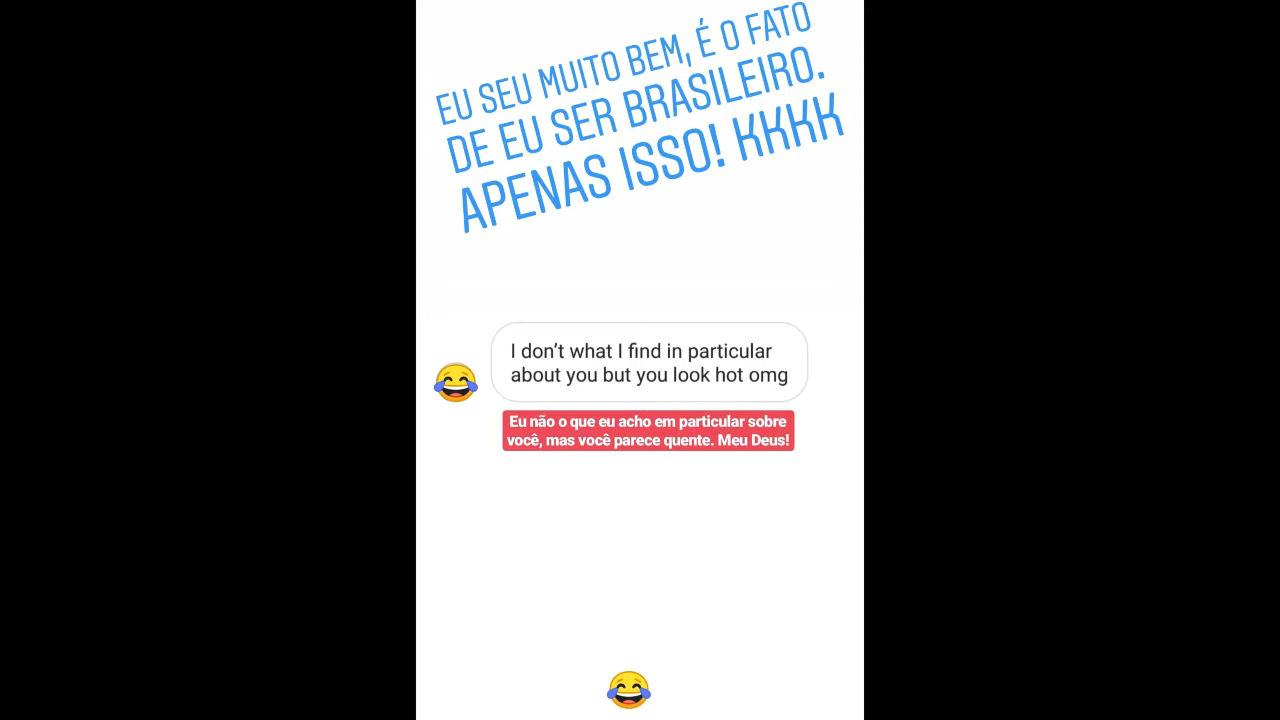 EU SEU MUITO BEM, É O FATO
DE EU SER BRASILEIRO.
APENAS ISSO! KKKK
I don’t what I find in particular
about you but you look hot omg
Eu não o que eu acho em particular sobre
você, mas você parece quente. Meu Deus!